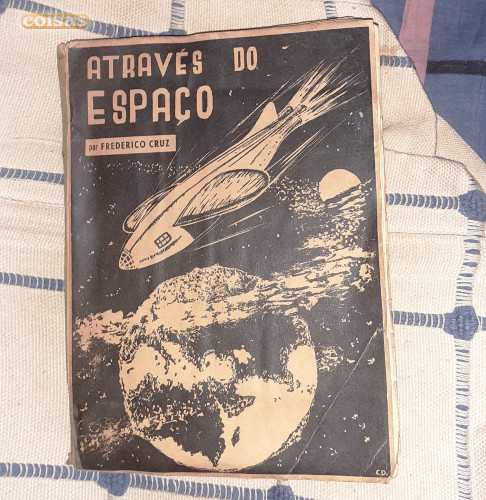 coisas
ATRAVÉS DO
ESPAÇO
por FREDERICO CRUZ
C.D.